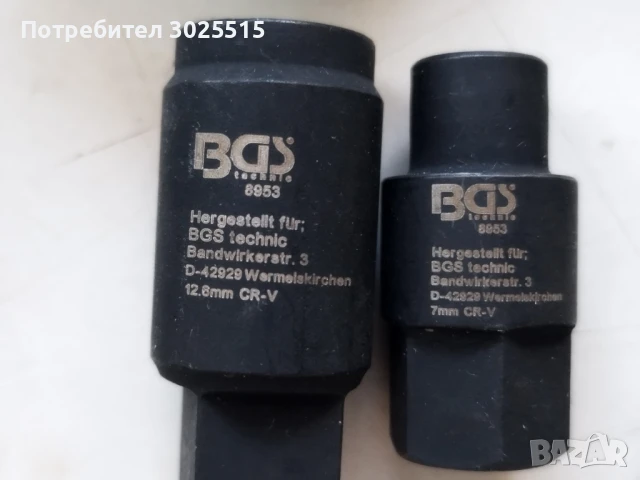 Потребител 3025515
BGS
technic
8953
Hergestellt für;
BGS technic
Bandwirkerstr. 3
D-42929 Wermelskirchen
12.6mm CR-V
BGS
technic
8953
Hergestellt für;
BGS technic
Bandwirkerstr. 3
D-42929 Wermelskirchen
7mm CR-V
BAZAR